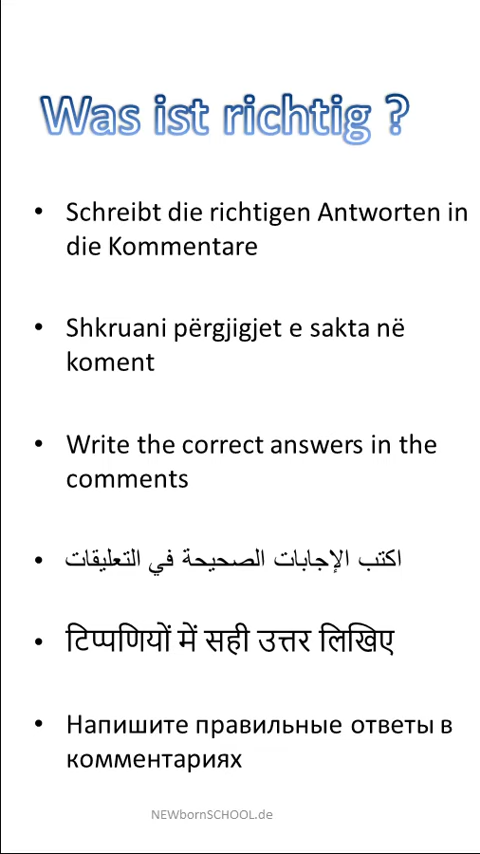 Was ist richtig ?
• Schreibt die richtigen Antworten in
die Kommentare
• Shkruani përgjigjet e sakta në
koment
• Write the correct answers in the
comments
• اكتب الإجابات الصحيحة في التعليقات
• टिप्पणियों में सही उत्तर लिखिए
• Напишите правильные ответы в
комментариях
NEWbornSCHOOL.de